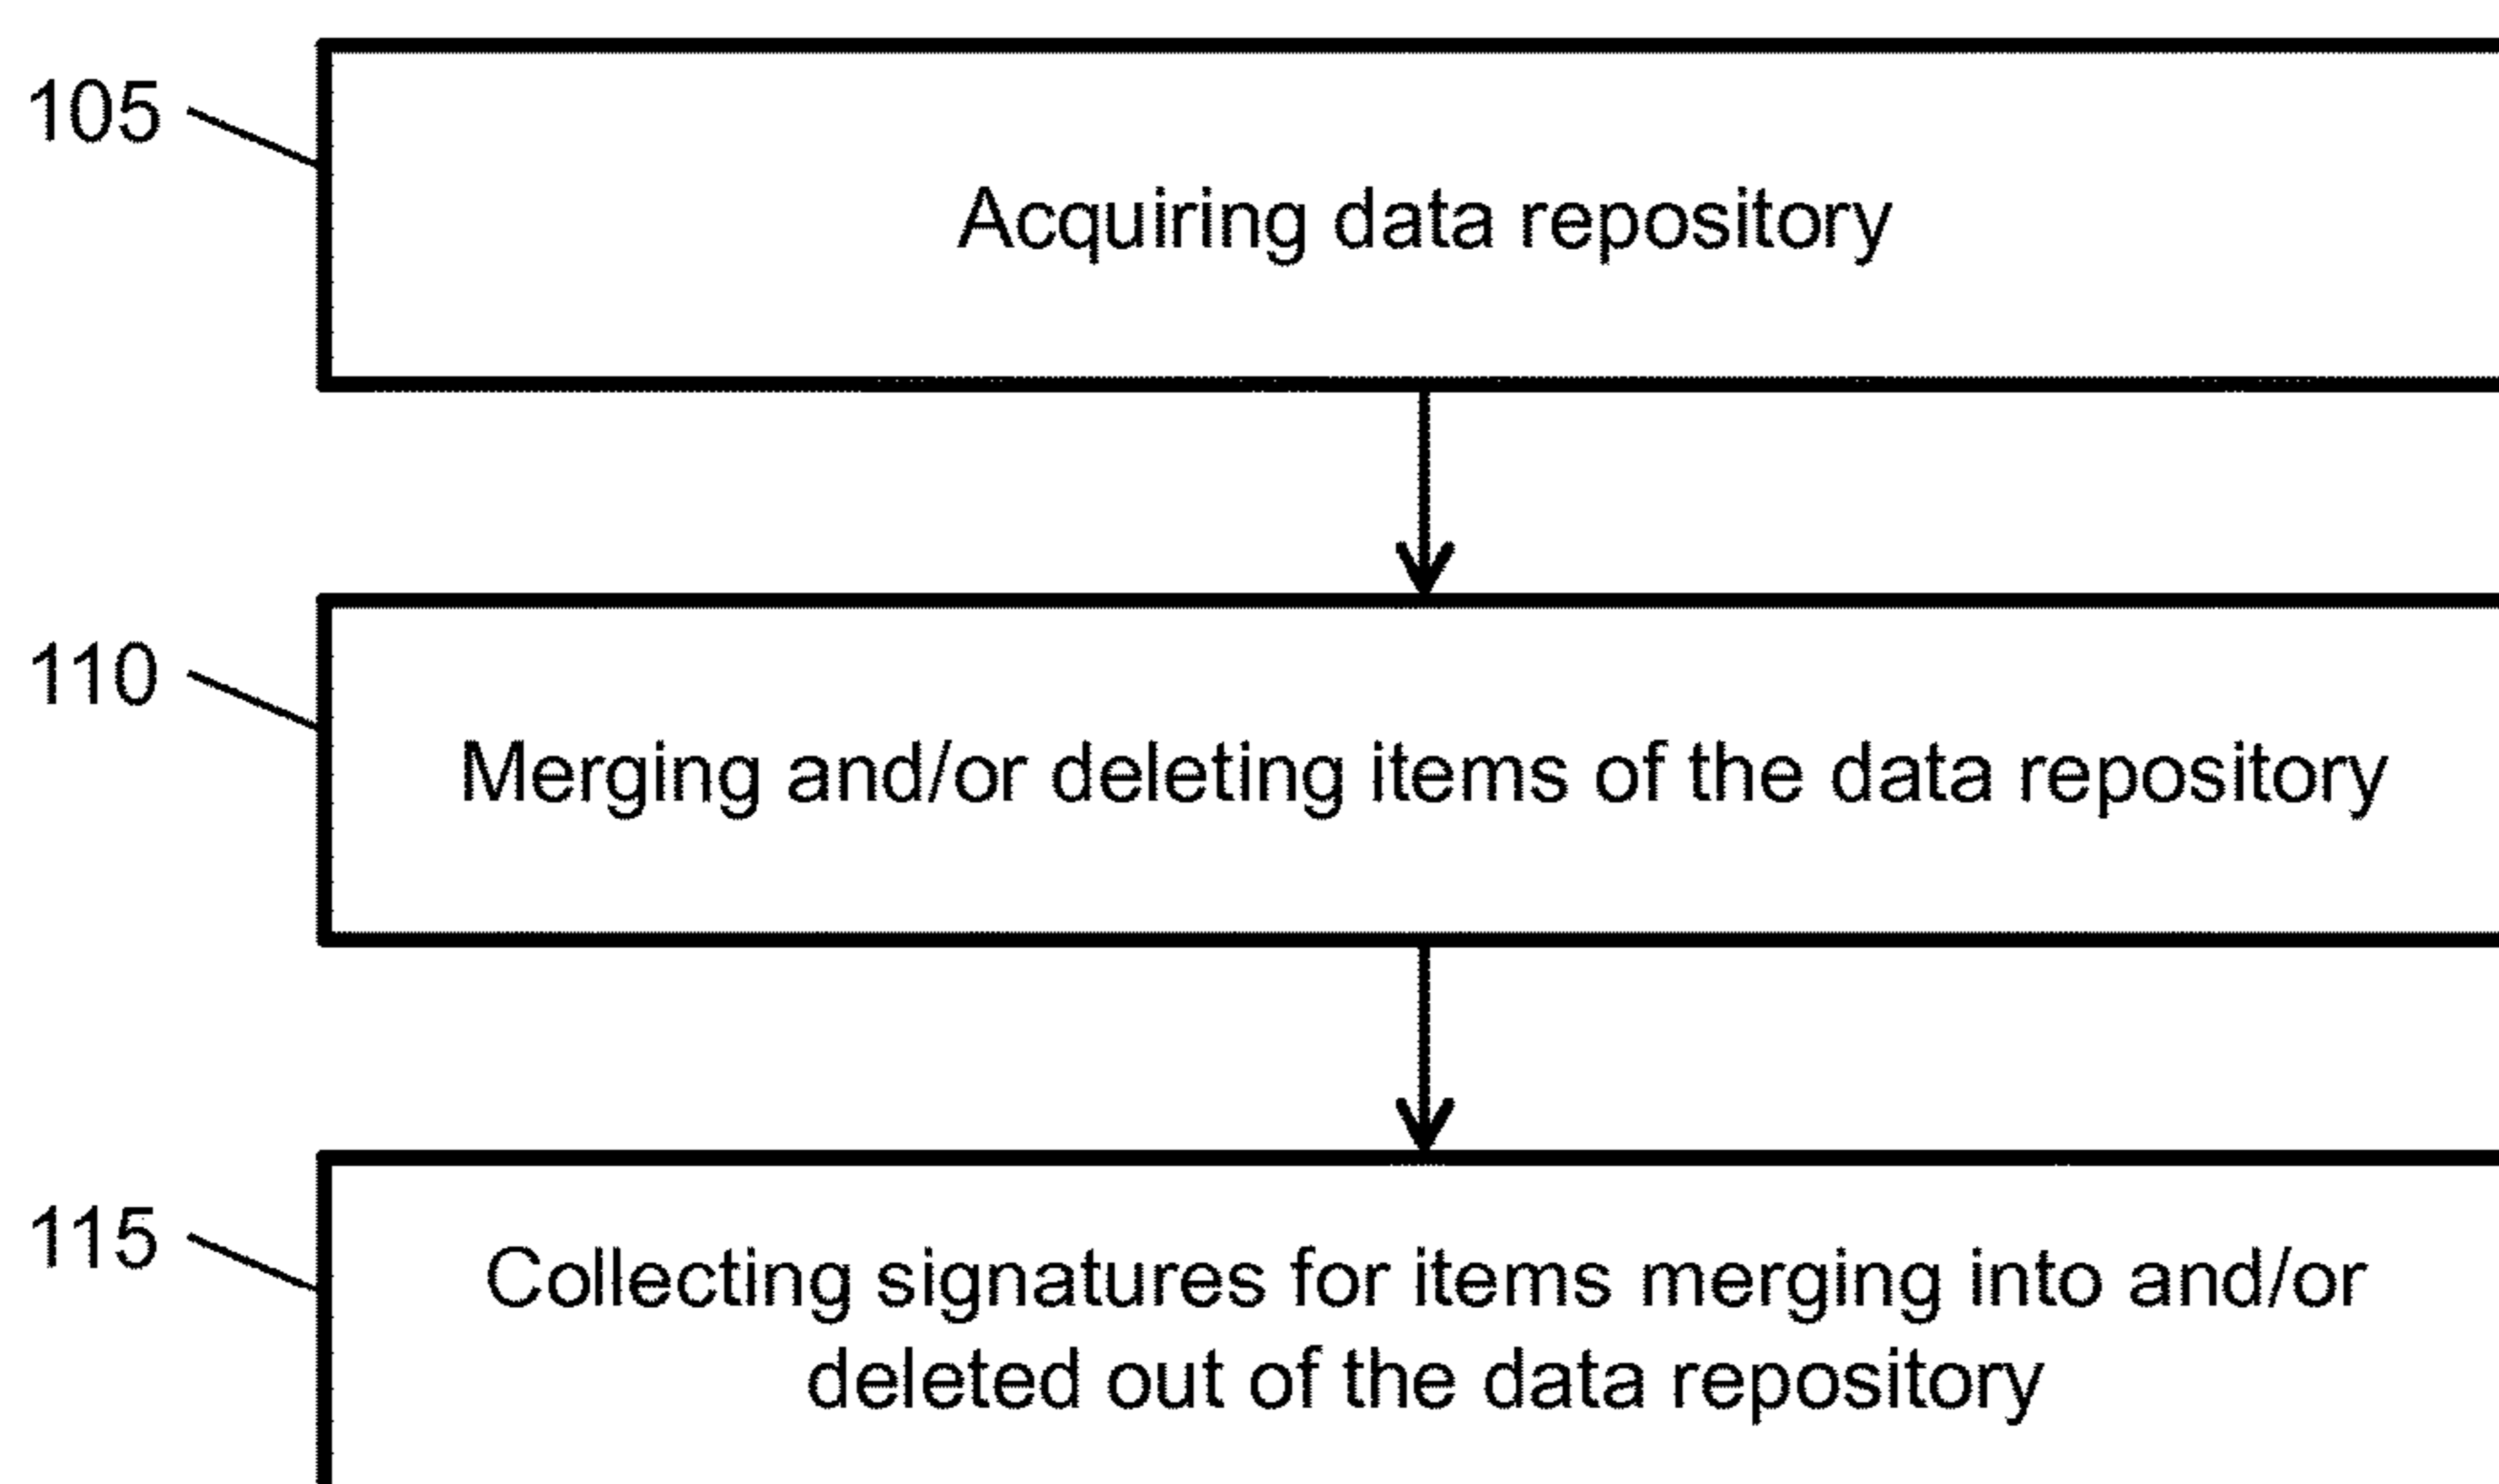 105
Acquiring data repository
110
Merging and/or deleting items of the data repository
115
Collecting signatures for items merging into and/or
deleted out of the data repository